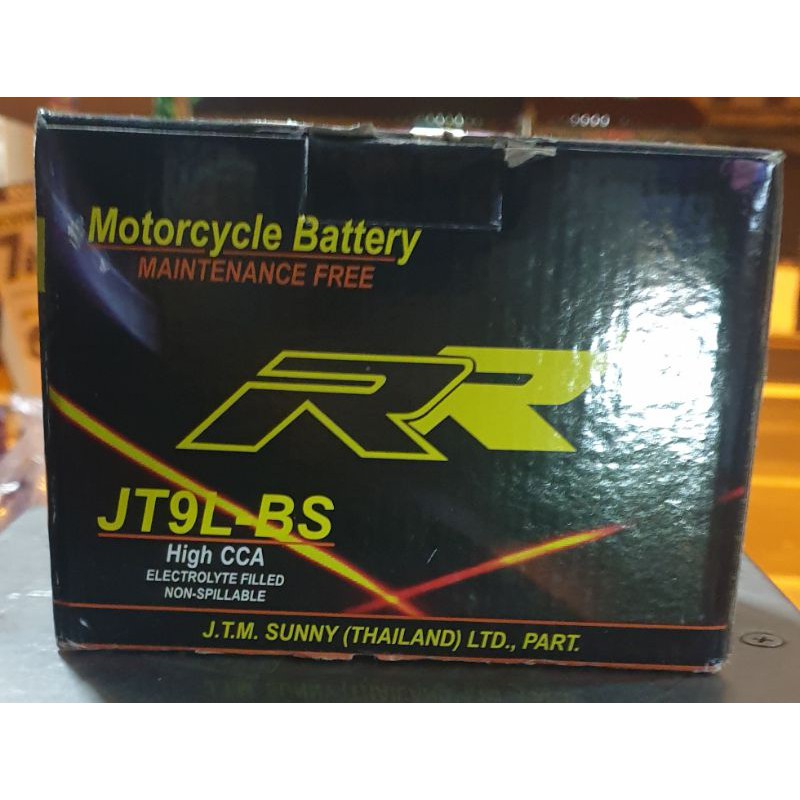 Motorcycle Battery
MAINTENANCE FREE
RR
JT9L-BS
High CCA
ELECTROLYTE FILLED
NON-SPILLABLE
J.T.M. SUNNY (THAILAND) LTD., PART.